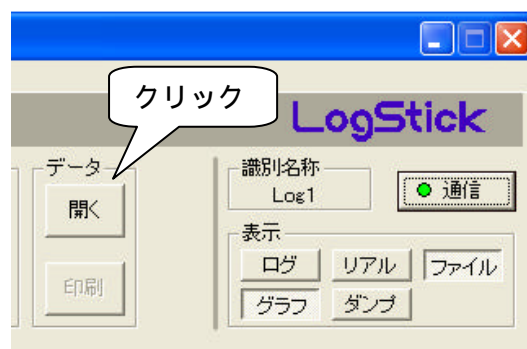 クリック
LogStick
データ
開く
印刷
識別名称
Log1
通信
表示
ログ
リアル
ファイル
グラフ
ダンプ